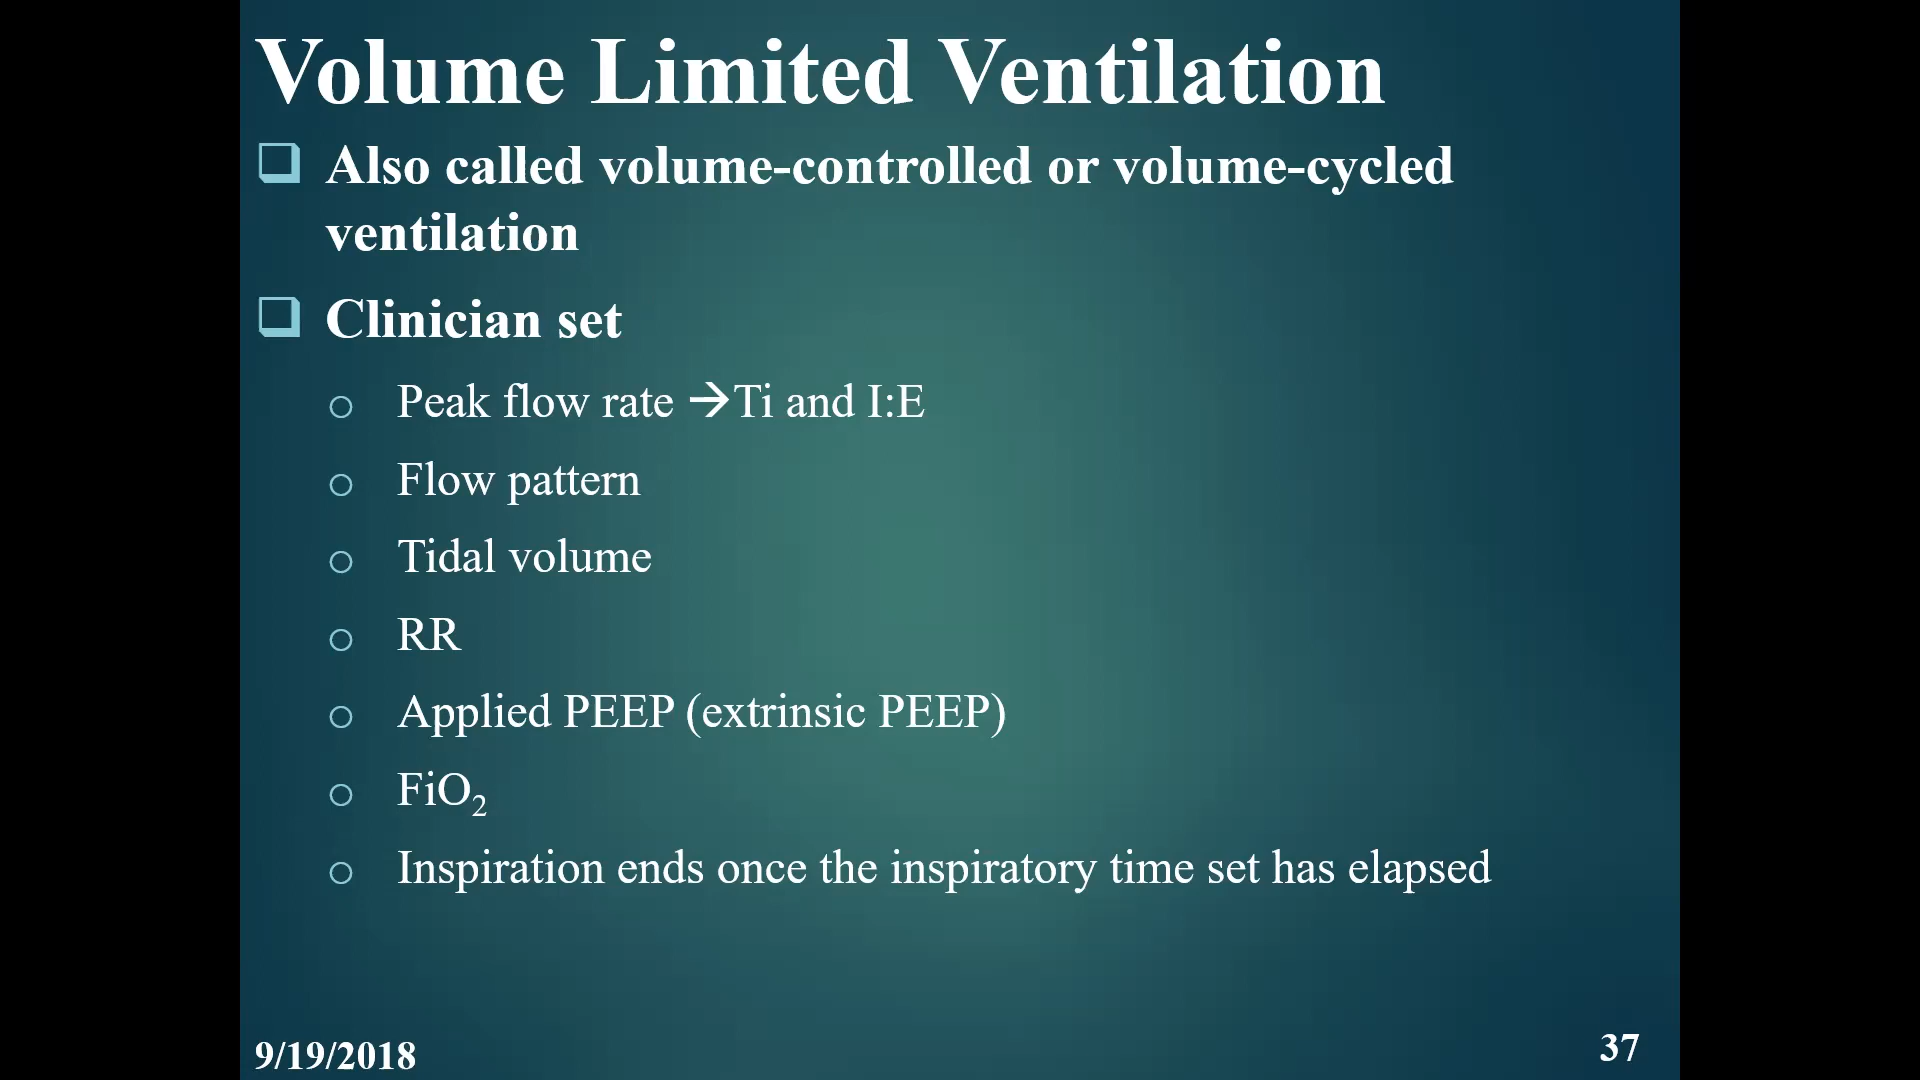 Volume Limited Ventilation
❑ Also called volume-controlled or volume-cycled
ventilation
❑ Clinician set
o Peak flow rate →Ti and I:E
o Flow pattern
o Tidal volume
o RR
o Applied PEEP (extrinsic PEEP)
o FiO₂
o Inspiration ends once the inspiratory time set has elapsed
9/19/2018
37